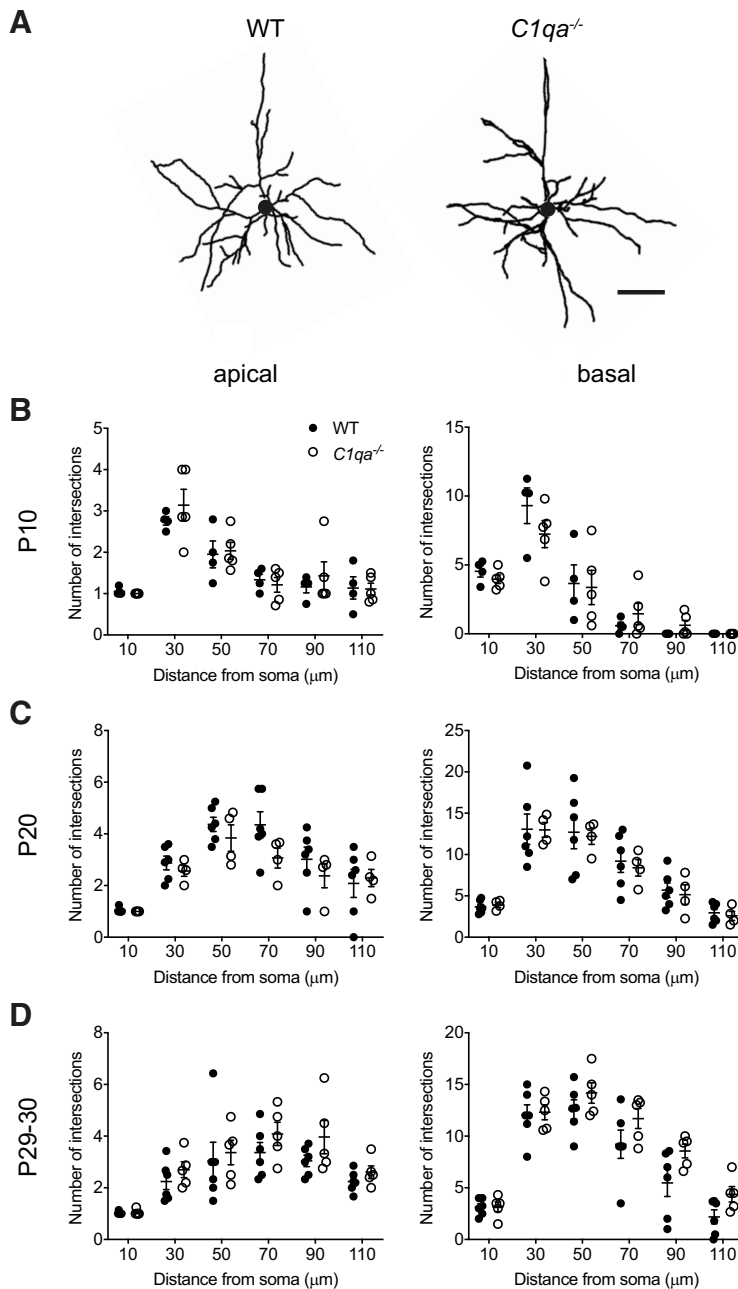 A
WT
C1qa-/-
apical
basal
B
P10
Number of intersections
5
4
3
2
1
0
10 30 50 70 90 110
Distance from soma (μm)
WT
C1qa-/-
Number of intersections
15
10
5
0
10 30 50 70 90 110
Distance from soma (μm)
C
P20
Number of intersections
8
6
4
2
0
10 30 50 70 90 110
Distance from soma (μm)
Number of intersections
25
20
15
10
5
0
10 30 50 70 90 110
Distance from soma (μm)
D
P29-30
Number of intersections
8
6
4
2
0
10 30 50 70 90 110
Distance from soma (μm)
Number of intersections
20
15
10
5
0
10 30 50 70 90 110
Distance from soma (μm)